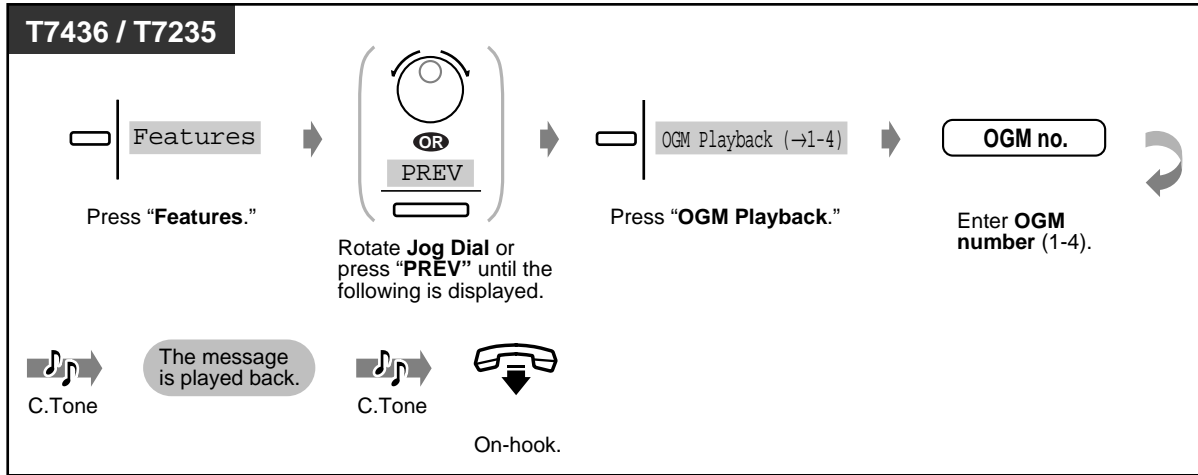 T7436 / T7235
Features
Press “Features.”
OR
PREV
Rotate Jog Dial or
press “PREV” until the
following is displayed.
OGM Playback (→1-4)
Press “OGM Playback.”
OGM no.
Enter OGM
number (1-4).
C.Tone
The message
is played back.
C.Tone
On-hook.